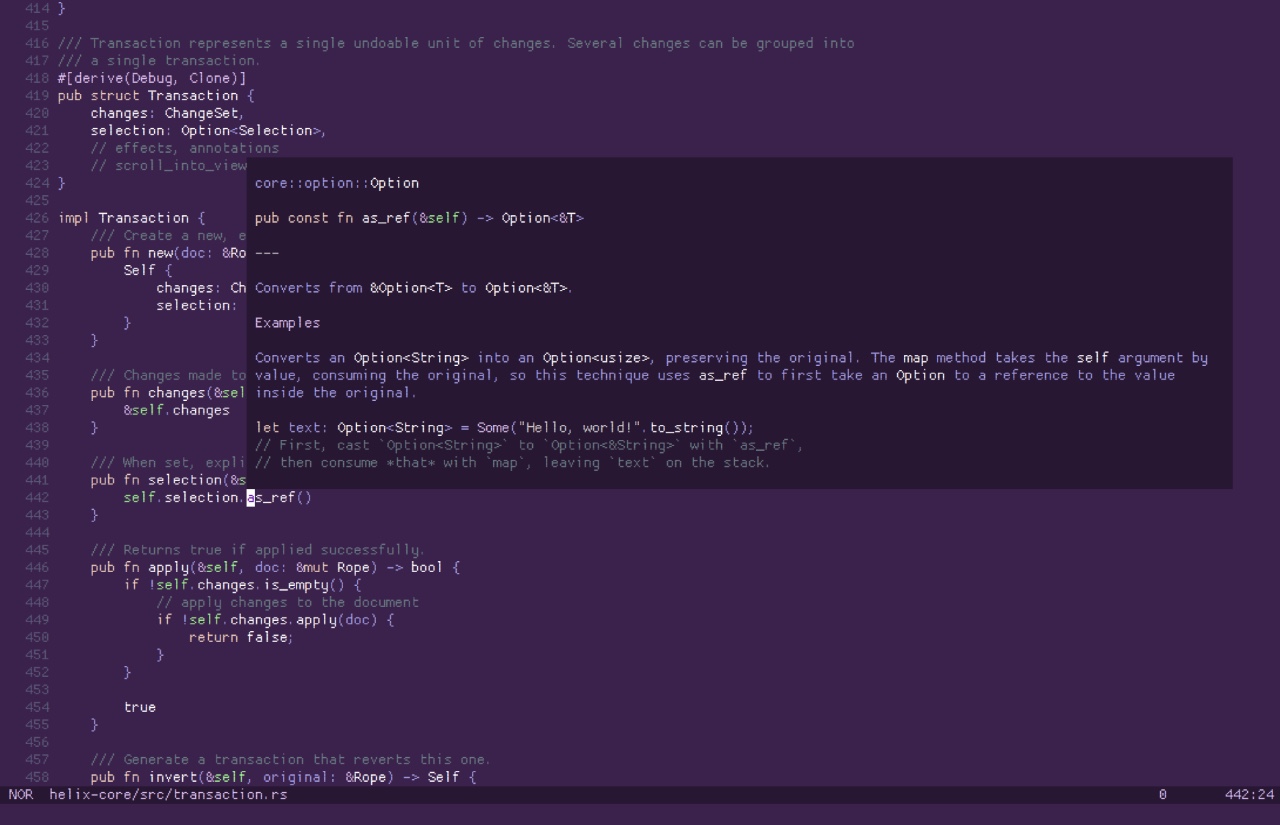 414 }
415
416 /// Transaction represents a single undoable unit of changes. Several changes can be grouped into
417 /// a single transaction.
418 #[derive(Debug, Clone)]
419 pub struct Transaction {
420     changes: ChangeSet,
421     selection: Option<Selection>,
422     // effects, annotations
423     // scroll_into_view
424 }
425
426 impl Transaction {
427     /// Create a new, e
428     pub fn new(doc: &Ro
429         Self {
430             changes: Ch
431             selection:
432         }
433     }
434
435     /// Changes made to
436     pub fn changes(&sel
437         &self.changes
438     }
439
440     /// When set, expli
441     pub fn selection(&s
core::option::Option
pub const fn as_ref(&self) -> Option<&T>
---
Converts from &Option<T> to Option<&T>.
Examples
Converts an Option<String> into an Option<usize>, preserving the original. The map method takes the self argument by
value, consuming the original, so this technique uses as_ref to first take an Option to a reference to the value
inside the original.
let text: Option<String> = Some("Hello, world!".to_string());
// First, cast `Option<String>` to `Option<&String>` with `as_ref`,
// then consume *that* with `map`, leaving `text` on the stack.
442         self.selection.as_ref()
443     }
444
445     /// Returns true if applied successfully.
446     pub fn apply(&self, doc: &mut Rope) -> bool {
447         if !self.changes.is_empty() {
448             // apply changes to the document
449             if !self.changes.apply(doc) {
450                 return false;
451             }
452         }
453
454         true
455     }
456
457     /// Generate a transaction that reverts this one.
458     pub fn invert(&self, original: &Rope) -> Self {
NOR helix-core/src/transaction.rs 0 442:24